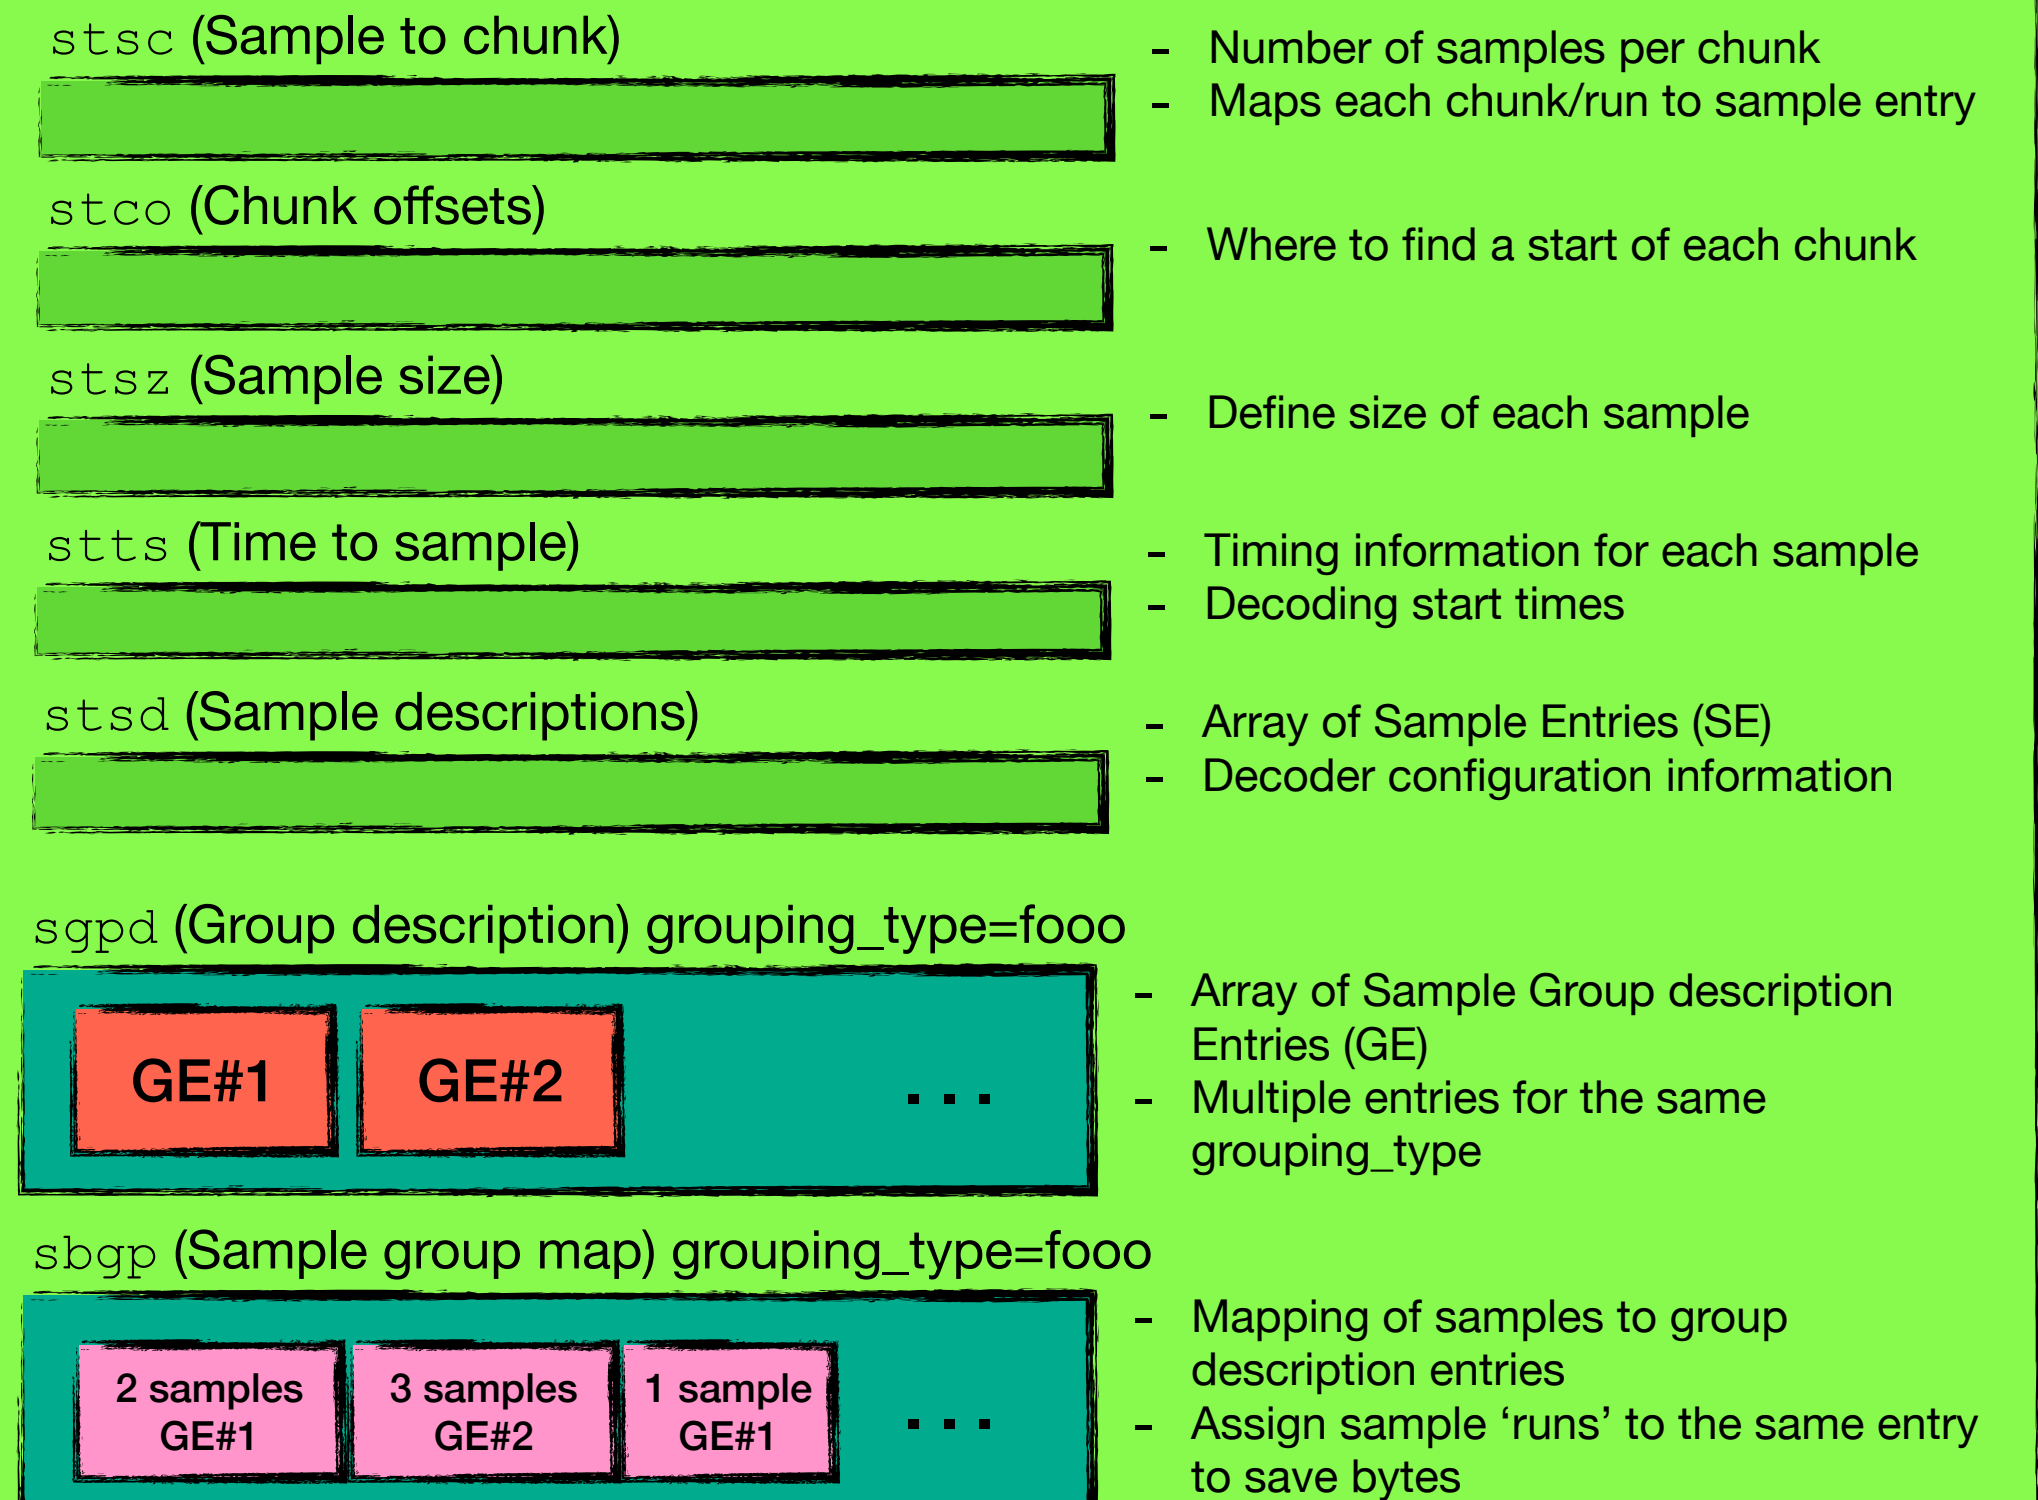 stsc (Sample to chunk)
- Number of samples per chunk
- Maps each chunk/run to sample entry
stco (Chunk offsets)
- Where to find a start of each chunk
stsz (Sample size)
- Define size of each sample
stts (Time to sample)
- Timing information for each sample
- Decoding start times
stsd (Sample descriptions)
- Array of Sample Entries (SE)
- Decoder configuration information
sgpd (Group description) grouping_type=fooo
GE#1
GE#2
...
- Array of Sample Group description
Entries (GE)
- Multiple entries for the same
grouping_type
sbgp (Sample group map) grouping_type=fooo
2 samples
GE#1
3 samples
GE#2
1 sample
GE#1
...
- Mapping of samples to group
description entries
- Assign sample ‘runs’ to the same entry
to save bytes